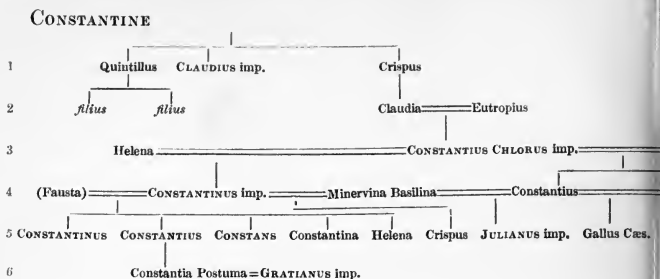 CONSTANTINE
1 Quintillus CLAUDIUS imp. Crispus
2 filius filius Claudia Eutropius
3 Helena CONSTANTIUS CHLORUS imp.
4 (Fausta) CONSTANTINUS imp. Minervina Basilina Constantius
5 CONSTANTINUS CONSTANTIUS CONSTANS Constantina Helena Crispus JULIANUS imp. Gallus Cæs.
6 Constantia Postuma=GRATIANUS imp.